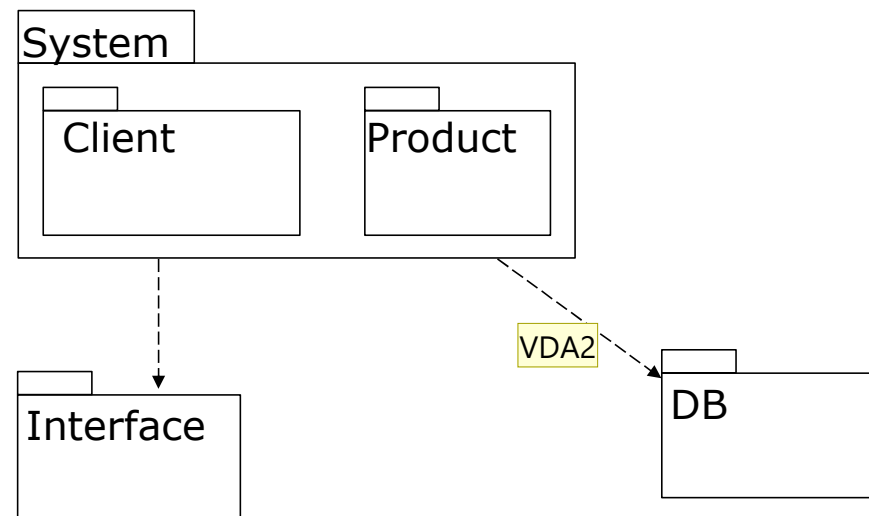 System
Client
Product
VDA2
Interface
DB